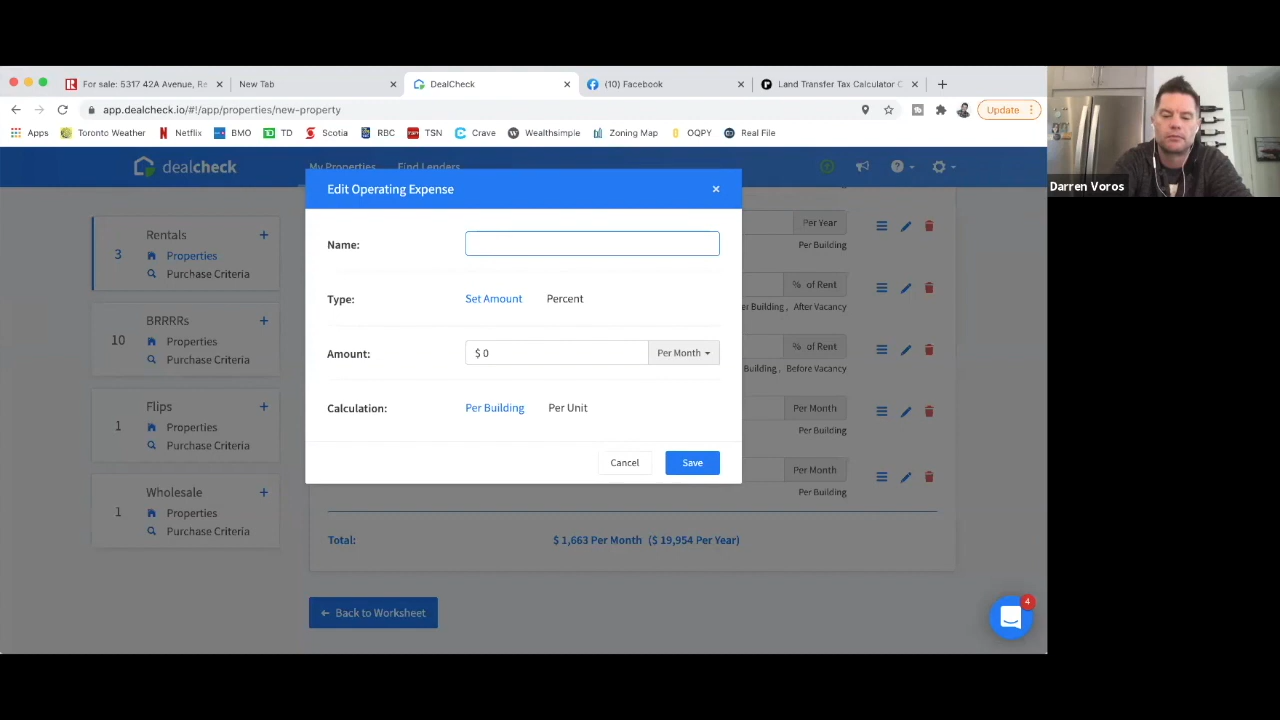 For sale: 5317 42A Avenue, Re
New Tab
DealCheck
(10) Facebook
Land Transfer Tax Calculator C
app.dealcheck.io/#!/app/properties/new-property
Update
Apps
Toronto Weather
Netflix
BMO
TD
Scotia
RBC
TSN
Crave
Wealthsimple
Zoning Map
OQPY
Real File
dealcheck
My Properties
Find Lenders
Darren Voros
Edit Operating Expense
Name:
Type:
Set Amount
Percent
Amount:
$ 0
Per Month
Calculation:
Per Building
Per Unit
Cancel
Save
3
Rentals
Properties
Purchase Criteria
10
BRRRRs
Properties
Purchase Criteria
1
Flips
Properties
Purchase Criteria
1
Wholesale
Properties
Purchase Criteria
Per Year
Per Building
% of Rent
er Building , After Vacancy
% of Rent
Building , Before Vacancy
Per Month
Per Building
Per Month
Per Building
Total:
$ 1,663 Per Month ($ 19,954 Per Year)
Back to Worksheet
4